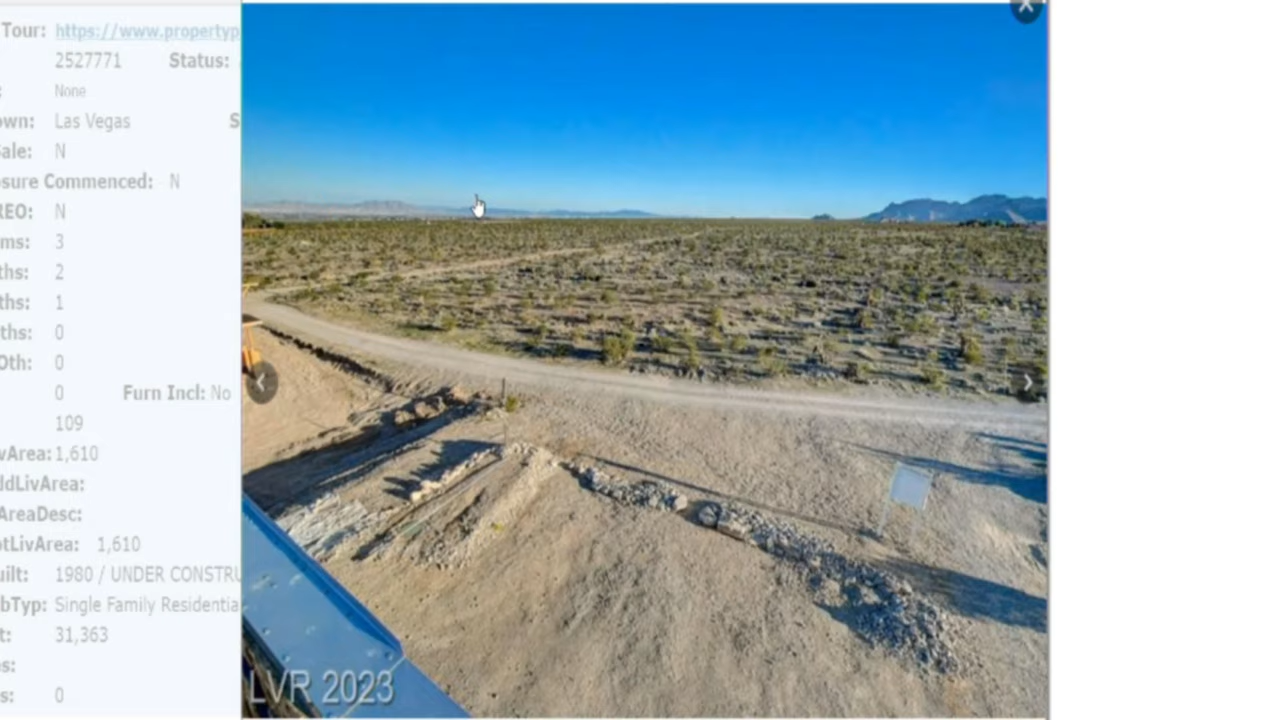 Tour: https://www.propertyp
2527771 Status:
: None
own: Las Vegas S
Sale: N
osure Commenced: N
REO: N
ms: 3
ths: 2
ths: 1
ths: 0
Oth: 0
0 Furn Incl: No
109
vArea: 1,610
ddLivArea:
AreaDesc:
otLivArea: 1,610
uilt: 1980 / UNDER CONSTRU
bTyp: Single Family Residentia
t: 31,363
es:
s: 0
LVR 2023